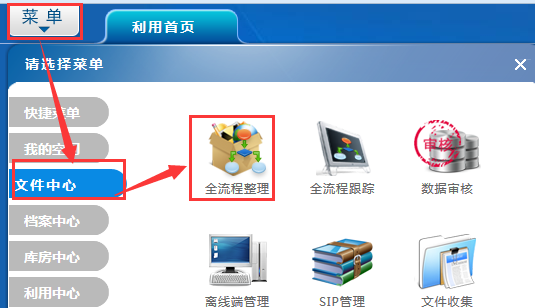 菜单
利用首页
请选择菜单
快捷菜单
我的空间
文件中心
档案中心
库房中心
利用中心
全流程整理
全流程跟踪
审核
数据审核
离线端管理
SIP管理
文件收集